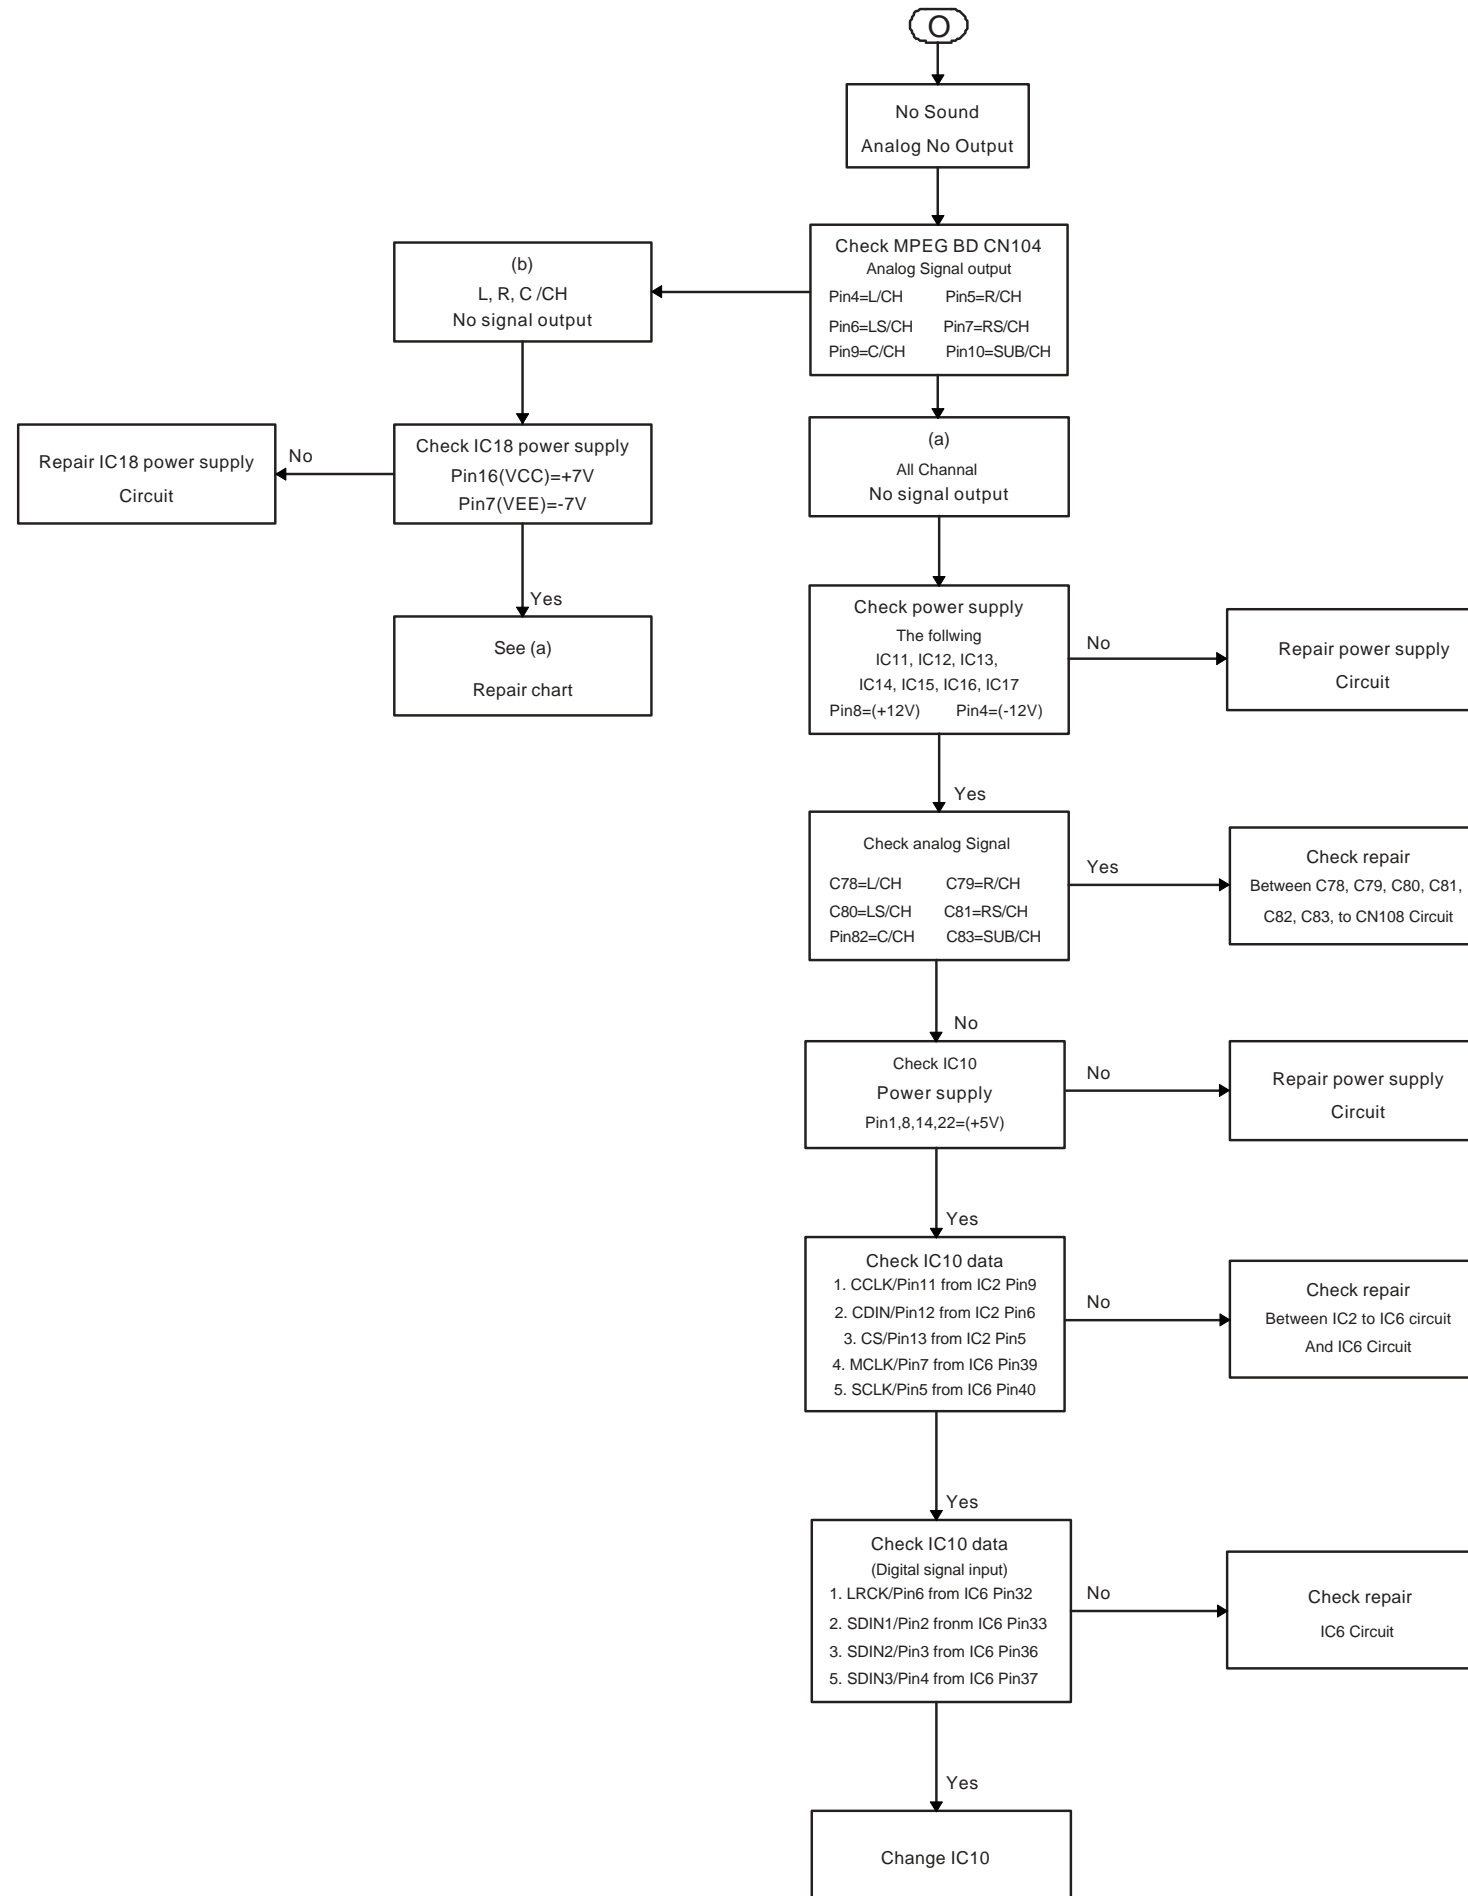 O
No Sound
Analog No Output
Check MPEG BD CN104
Analog Signal output
Pin4=L/CH Pin5=R/CH
Pin6=LS/CH Pin7=RS/CH
Pin9=C/CH Pin10=SUB/CH
(b)
L, R, C /CH
No signal output
Check IC18 power supply
Pin16(VCC)=+7V
Pin7(VEE)=-7V
No
Repair IC18 power supply
Circuit
Yes
See (a)
Repair chart
(a)
All Channal
No signal output
Check power supply
The follwing
IC11, IC12, IC13,
IC14, IC15, IC16, IC17
Pin8=(+12V) Pin4=(-12V)
No
Repair power supply
Circuit
Yes
Check analog Signal
C78=L/CH C79=R/CH
C80=LS/CH C81=RS/CH
Pin82=C/CH C83=SUB/CH
Yes
Check repair
Between C78, C79, C80, C81,
C82, C83, to CN108 Circuit
No
Check IC10
Power supply
Pin1,8,14,22=(+5V)
No
Repair power supply
Circuit
Yes
Check IC10 data
1. CCLK/Pin11 from IC2 Pin9
2. CDIN/Pin12 from IC2 Pin6
3. CS/Pin13 from IC2 Pin5
4. MCLK/Pin7 from IC6 Pin39
5. SCLK/Pin5 from IC6 Pin40
No
Check repair
Between IC2 to IC6 circuit
And IC6 Circuit
Yes
Check IC10 data
(Digital signal input)
1. LRCK/Pin6 from IC6 Pin32
2. SDIN1/Pin2 fronm IC6 Pin33
3. SDIN2/Pin3 from IC6 Pin36
5. SDIN3/Pin4 from IC6 Pin37
No
Check repair
IC6 Circuit
Yes
Change IC10